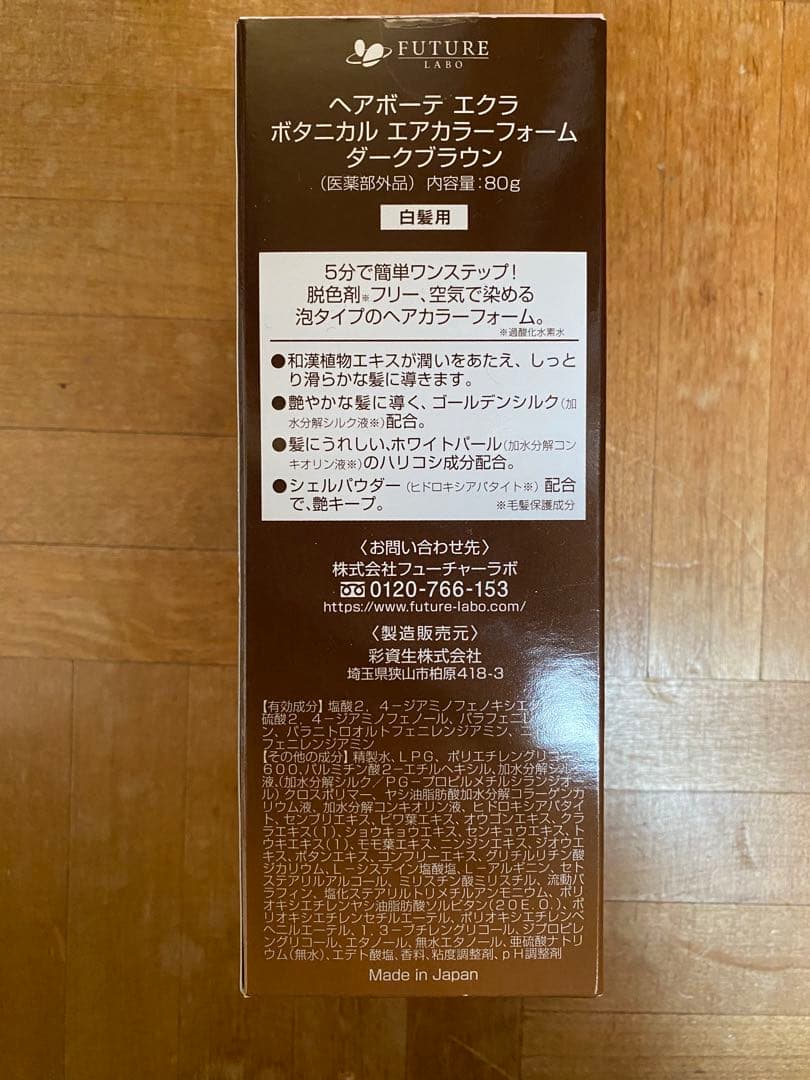 FUTURE
LABO
ヘアボーテ エクラ
ボタニカル エアカラーフォーム
ダークブラウン
（医薬部外品） 内容量：80g
白髪用
5分で簡単ワンステップ！
脱色剤※フリー、空気で染める
泡タイプのヘアカラーフォーム。
※過酸化水素水
●和漢植物エキスが潤いをあたえ、しっと
り滑らかな髪に導きます。
●艶やかな髪に導く、ゴールデンシルク（加
水分解シルク液※）配合。
●髪にうれしい、ホワイトパール（加水分解コン
キオリン液※）のハリコシ成分配合。
●シェルパウダー（ヒドロキシアパタイト※）配合
で、艶キープ。
※毛髪保護成分
〈お問い合わせ先〉
株式会社フューチャーラボ
0120-766-153
https://www.future-labo.com/
〈製造販売元〉
彩資生株式会社
埼玉県狭山市柏原418-3
【有効成分】塩酸2，4－ジアミノフェノキシエタ
硫酸2，4－ジアミノフェノール、パラフェニレ
ン、パラニトロオルトフェニレンジアミン、
フェニレンジアミン
【その他の成分】精製水、LPG、ポリエチレングリコール
600、パルミチン酸2－エチルヘキシル、加水分解シルク
液、（加水分解シルク／PG－プロピルメチルシランジオー
ル）クロスポリマー、ヤシ油脂肪酸加水分解コラーゲンカ
リウム液、加水分解コンキオリン液、ヒドロキシアパタイ
ト、センブリエキス、ビワ葉エキス、オウゴンエキス、クラ
ラエキス（1）、ショウキョウエキス、センキュウエキス、ト
ウキエキス（1）、モモ葉エキス、ニンジンエキス、ジオウエ
キス、ボタンエキス、コンフリーエキス、グリチルリチン酸
ジカリウム、L－システイン塩酸塩、L－アルギニン、セト
ステアリルアルコール、ミリスチン酸ミリスチル、流動パ
ラフィン、塩化ステアリルトリメチルアンモニウム、ポリ
オキシエチレンヤシ油脂肪酸ソルビタン（20E.O.）、ポ
リオキシエチレンセチルエーテル、ポリオキシエチレンベ
ヘニルエーテル、1，3－ブチレングリコール、ジプロピレ
ングリコール、エタノール、無水エタノール、亜硫酸ナトリ
ウム（無水）、エデト酸塩、香料、粘度調整剤、pH調整剤
Made in Japan